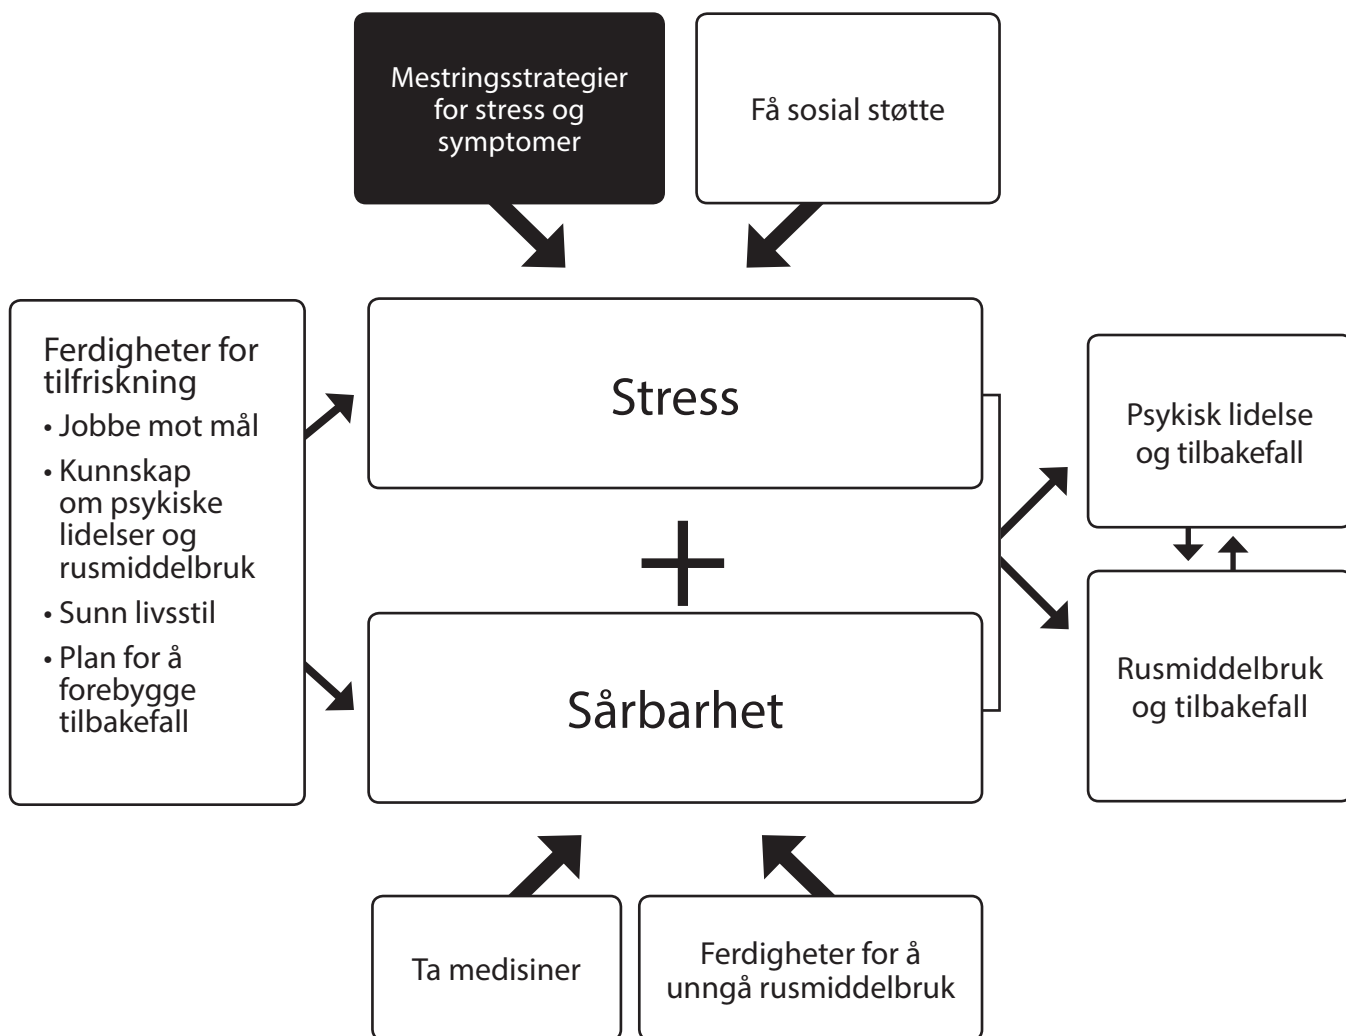 Mestringsstrategier
for stress og
symptomer
Få sosial støtte
Ferdigheter for
tilfriskning
• Jobbe mot mål
• Kunnskap
om psykiske
lidelser og
rusmiddelbruk
• Sunn livsstil
• Plan for å
forebygge
tilbakefall
Stress
+
Sårbarhet
Psykisk lidelse
og tilbakefall
Rusmiddelbruk
og tilbakefall
Ta medisiner
Ferdigheter for å
unngå rusmiddelbruk